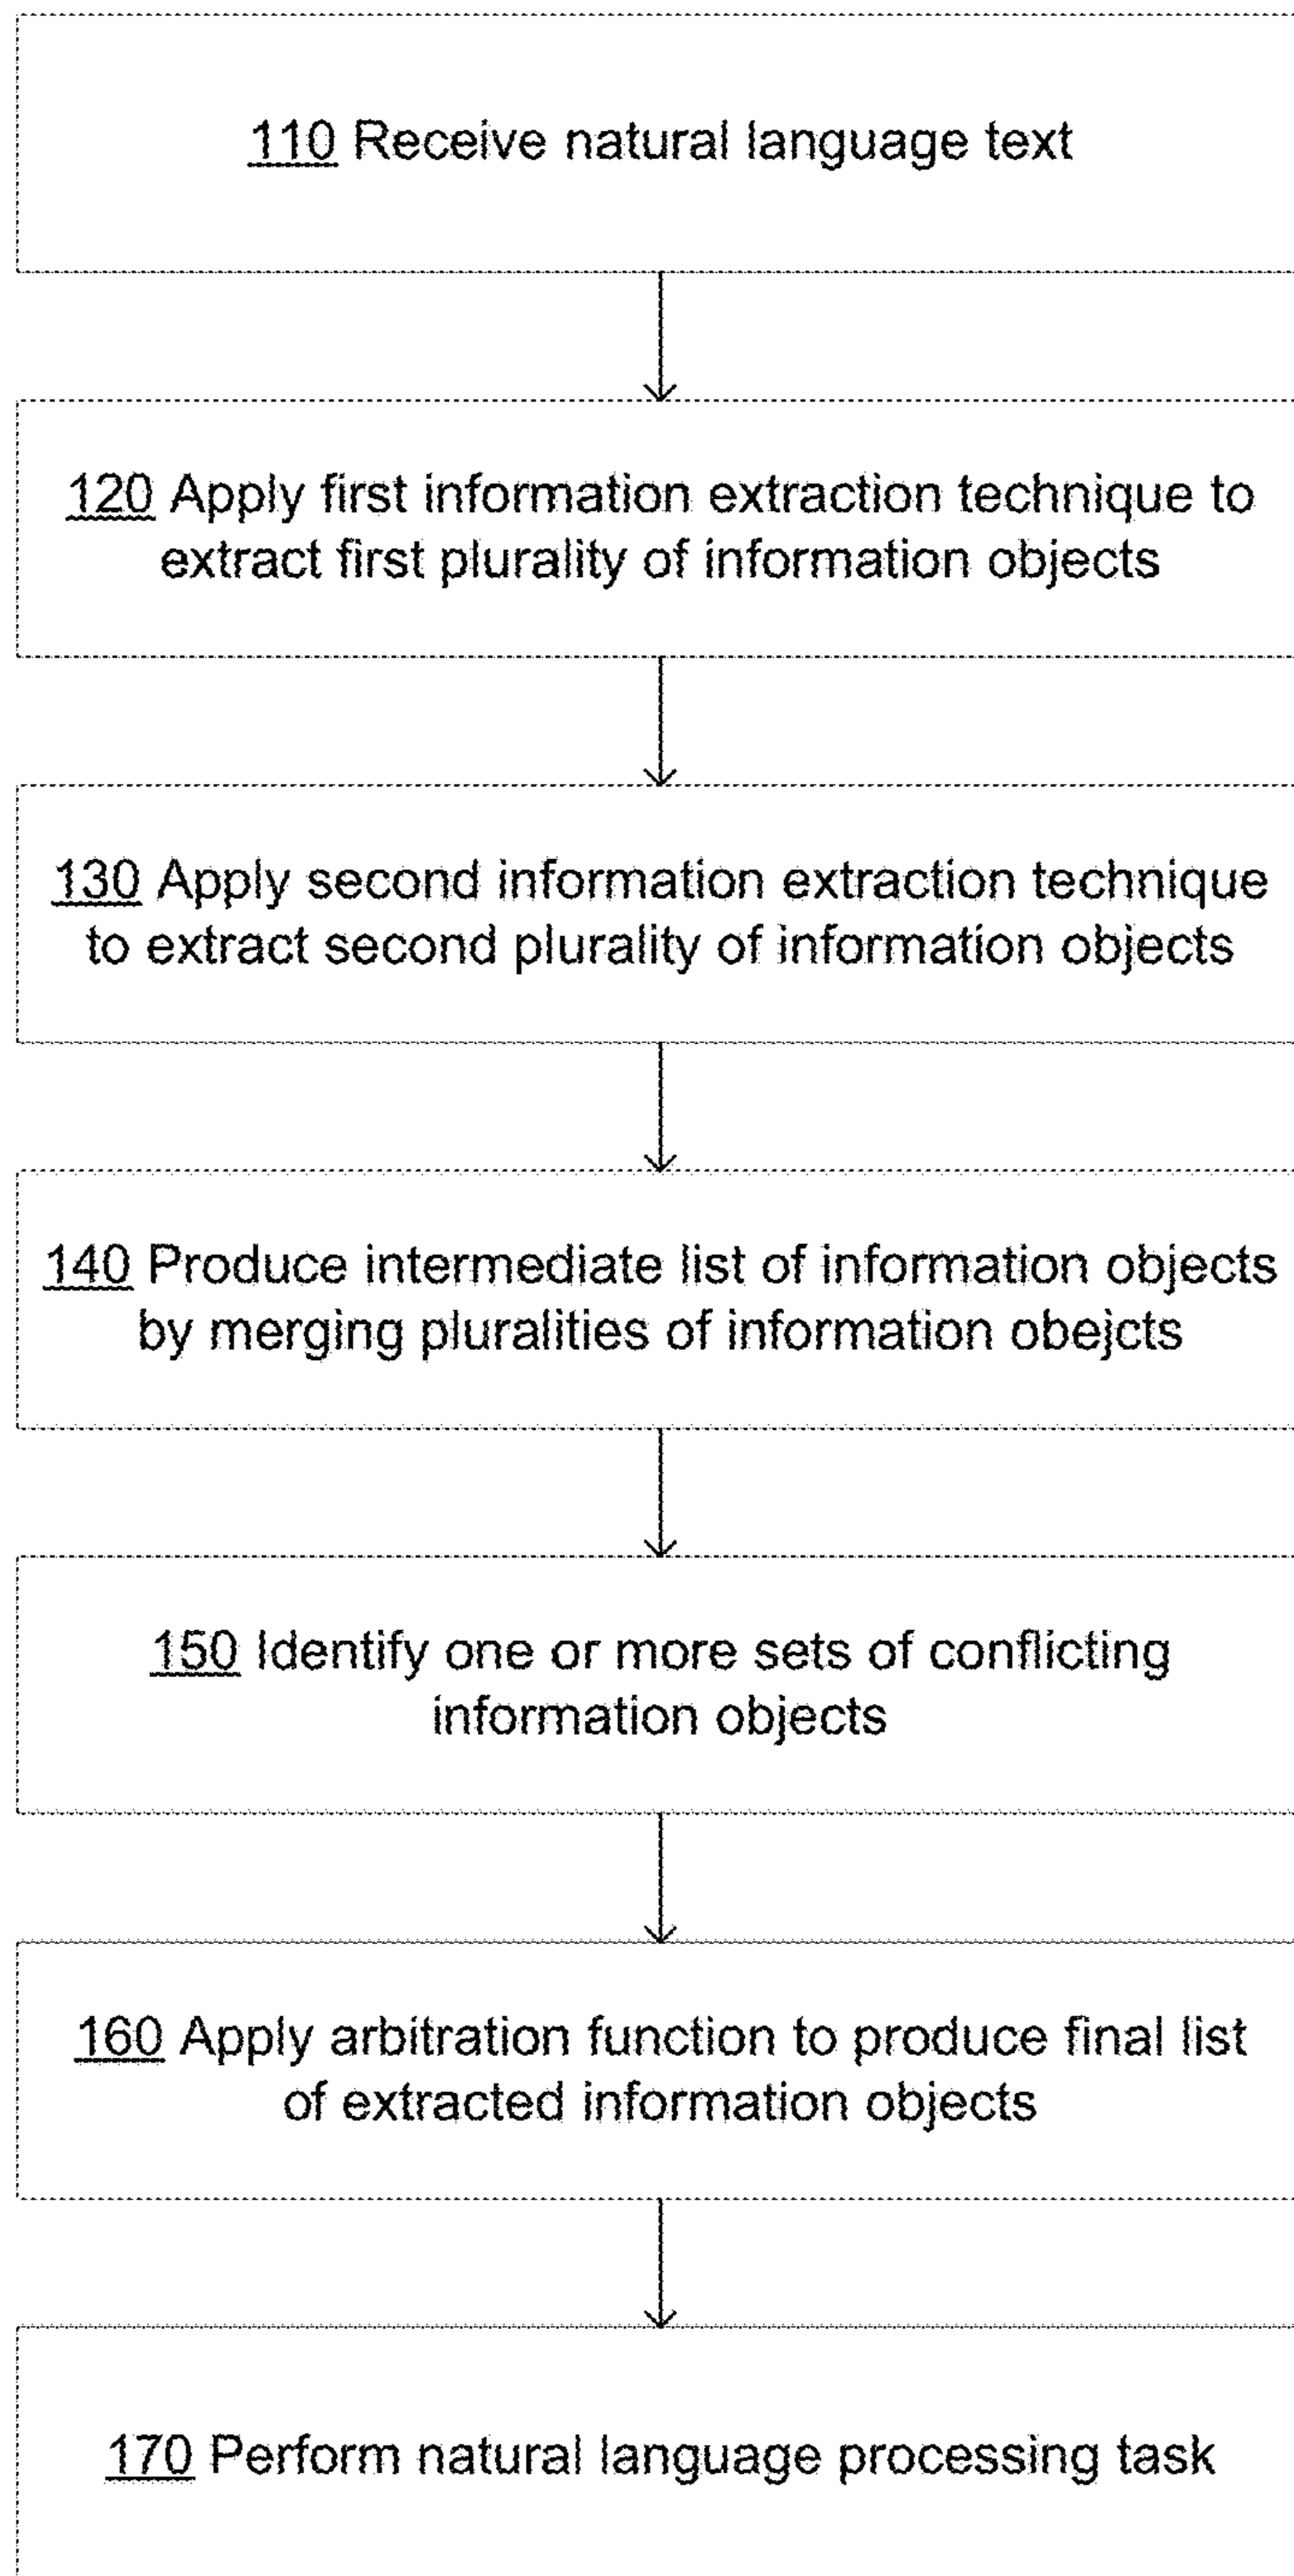 110 Receive natural language text
120 Apply first information extraction technique to
extract first plurality of information objects
130 Apply second information extraction technique
to extract second plurality of information objects
140 Produce intermediate list of information objects
by merging pluralities of information obejcts
150 Identify one or more sets of conflicting
information objects
160 Apply arbitration function to produce final list
of extracted information objects
170 Perform natural language processing task